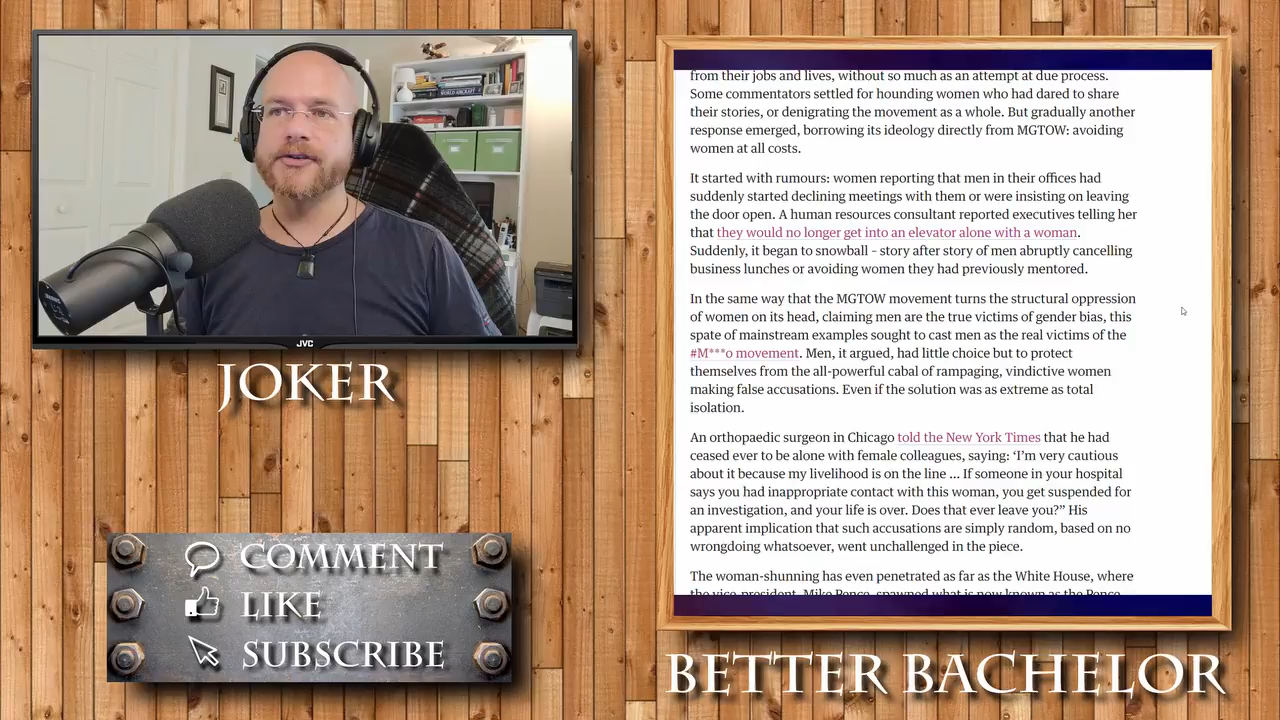 JVC
JOKER
COMMENT
LIKE
SUBSCRIBE
from their jobs and lives, without so much as an attempt at due process.
Some commentators settled for hounding women who had dared to share
their stories, or denigrating the movement as a whole. But gradually another
response emerged, borrowing its ideology directly from MGTOW: avoiding
women at all costs.
It started with rumours: women reporting that men in their offices had
suddenly started declining meetings with them or were insisting on leaving
the door open. A human resources consultant reported executives telling her
that they would no longer get into an elevator alone with a woman.
Suddenly, it began to snowball – story after story of men abruptly cancelling
business lunches or avoiding women they had previously mentored.
In the same way that the MGTOW movement turns the structural oppression
of women on its head, claiming men are the true victims of gender bias, this
spate of mainstream examples sought to cast men as the real victims of the
#M***o movement. Men, it argued, had little choice but to protect
themselves from the all-powerful cabal of rampaging, vindictive women
making false accusations. Even if the solution was as extreme as total
isolation.
An orthopaedic surgeon in Chicago told the New York Times that he had
ceased ever to be alone with female colleagues, saying: ‘I’m very cautious
about it because my livelihood is on the line ... If someone in your hospital
says you had inappropriate contact with this woman, you get suspended for
an investigation, and your life is over. Does that ever leave you?” His
apparent implication that such accusations are simply random, based on no
wrongdoing whatsoever, went unchallenged in the piece.
The woman-shunning has even penetrated as far as the White House, where
the vice-president, Mike Pence, spawned what is now known as the Pence
BETTER BACHELOR